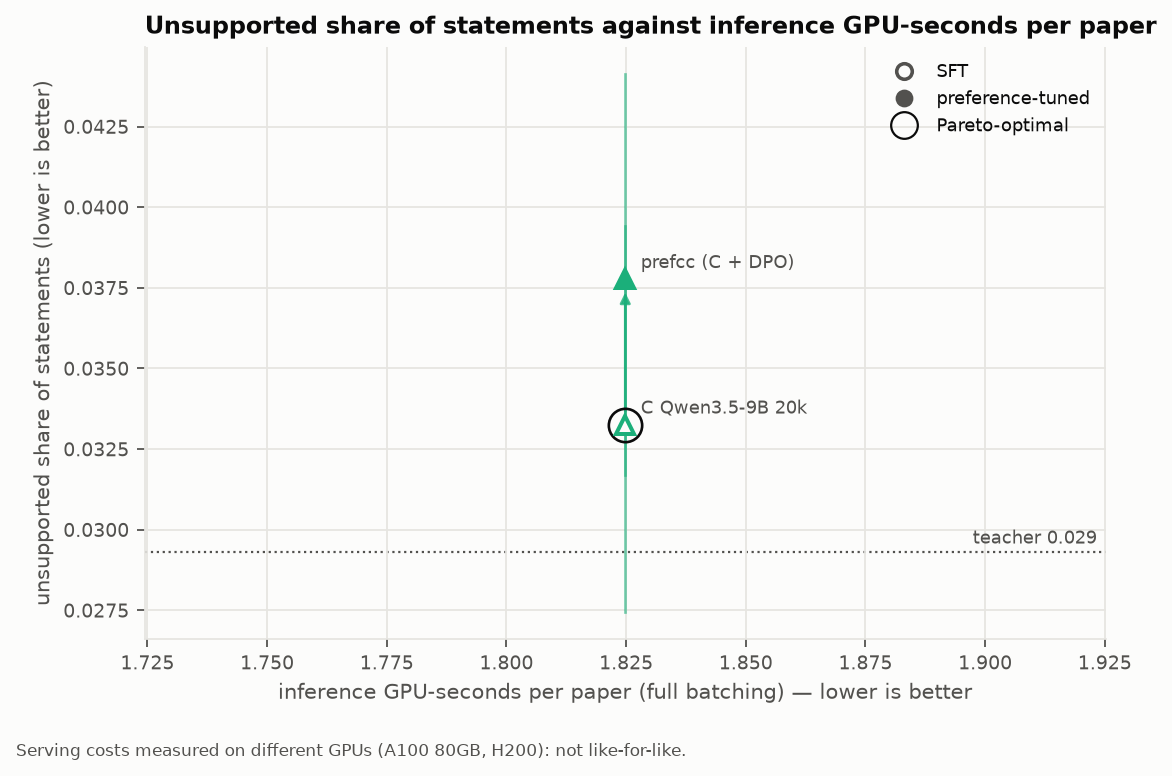 Unsupported share of statements against inference GPU-seconds per paper
SFT
preference-tuned
Pareto-optimal
unsupported share of statements (lower is better)
0.0425
0.0400
0.0375
0.0350
0.0325
0.0300
0.0275
prefcc (C + DPO)
C Qwen3.5-9B 20k
teacher 0.029
1.725 1.750 1.775 1.800 1.825 1.850 1.875 1.900 1.925
inference GPU-seconds per paper (full batching) — lower is better
Serving costs measured on different GPUs (A100 80GB, H200): not like-for-like.